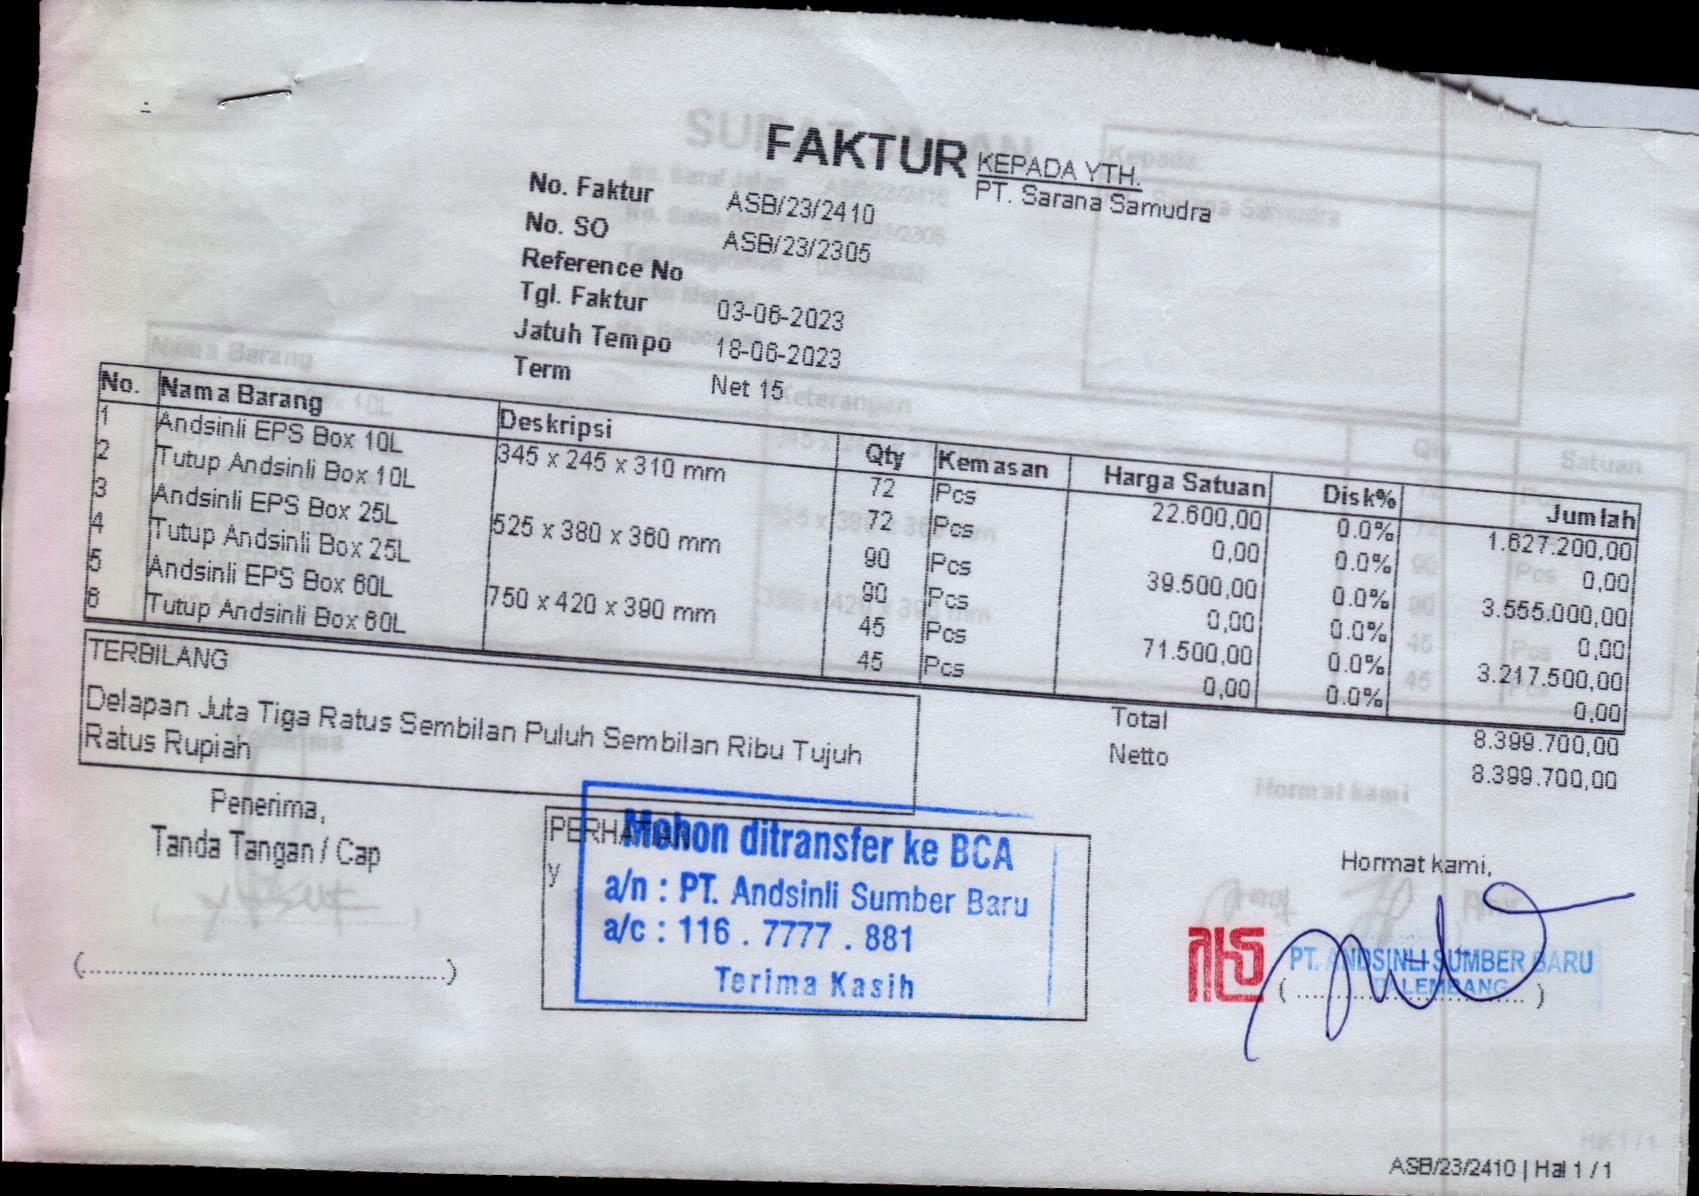 FAKTUR
KEPADA YTH.
PT. Sarana Samudra
No. Faktur ASB/23/2410
No. SO ASB/23/2305
Reference No
Tgl. Faktur 03-06-2023
Jatuh Tempo 18-06-2023
Term Net 15
No. Nama Barang Deskripsi Qty Kemasan Harga Satuan Disk% Jumlah
1 Andsinli EPS Box 10L 345 x 245 x 310 mm 72 Pcs 22.600,00 0.0% 1.627.200,00
2 Tutup Andsinli Box 10L 72 Pcs 0,00 0.0% 0,00
3 Andsinli EPS Box 25L 525 x 380 x 360 mm 90 Pcs 39.500,00 0.0% 3.555.000,00
4 Tutup Andsinli Box 25L 90 Pcs 0,00 0.0% 0,00
5 Andsinli EPS Box 60L 750 x 420 x 390 mm 45 Pcs 71.500,00 0.0% 3.217.500,00
6 Tutup Andsinli Box 60L 45 Pcs 0,00 0.0% 0,00
Total 8.399.700,00
Netto 8.399.700,00
TERBILANG
Delapan Juta Tiga Ratus Sembilan Puluh Sembilan Ribu Tujuh
Ratus Rupiah
Penerima,
Tanda Tangan / Cap
(........................................)
y
Mohon ditransfer ke BCA
a/n : PT. Andsinli Sumber Baru
a/c : 116 . 7777 . 881
Terima Kasih
Hormat kami,
PT. ANDSINLI SUMBER BARU
PALEMBANG
(..............................)
ASB/23/2410 | Hal 1 / 1